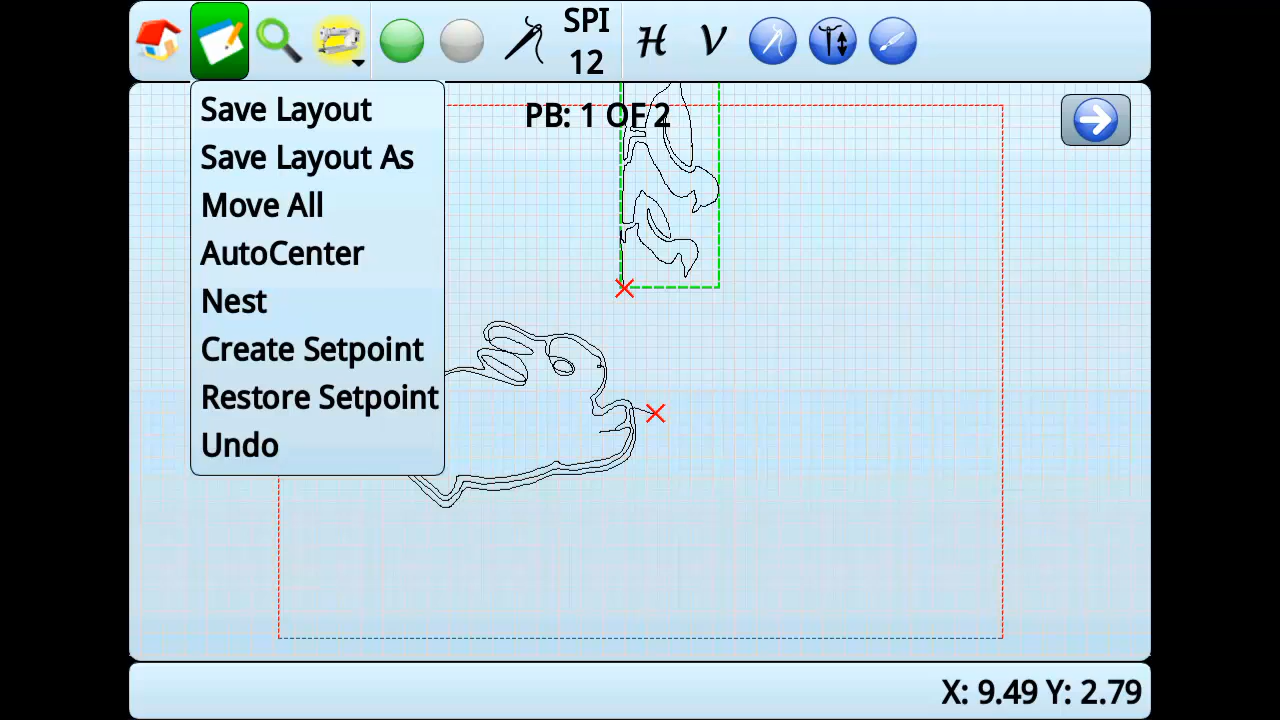 SPI
12
H V
PB: 1 OF 2
Save Layout
Save Layout As
Move All
AutoCenter
Nest
Create Setpoint
Restore Setpoint
Undo
X: 9.49 Y: 2.79